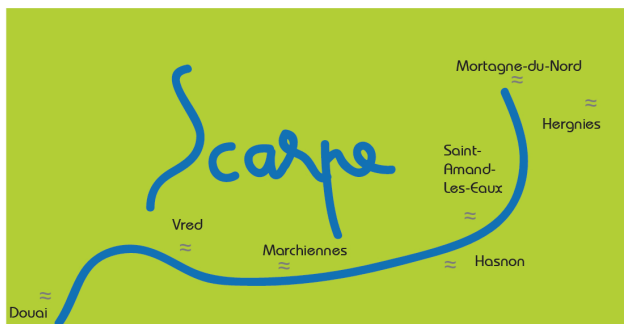 Mortagne-du-Nord
Hergnies
Scarpe
Saint-
Amand-
Les-Eaux
Vred
Marchiennes
Hasnon
Douai